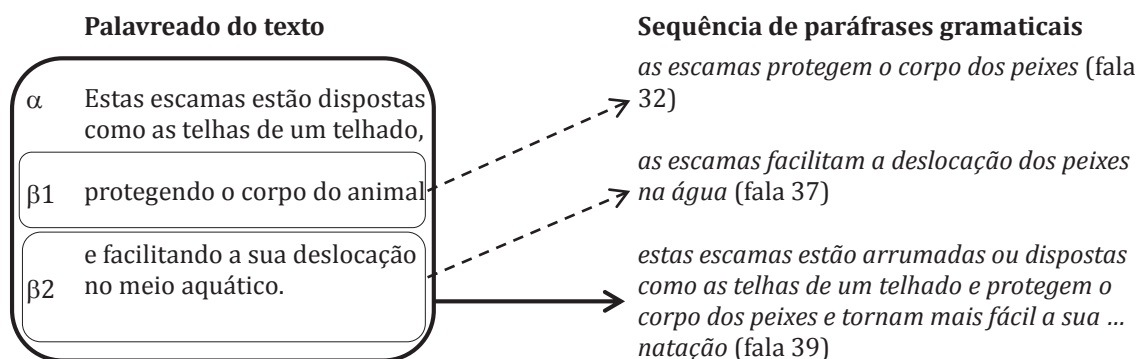 Palavreado do texto
α Estas escamas estão dispostas
como as telhas de um telhado,
β1 protegendo o corpo do animal
e facilitando a sua deslocação
β2 no meio aquático.
Sequência de paráfrases gramaticais
as escamas protegem o corpo dos peixes (fala
32)
as escamas facilitam a deslocação dos peixes
na água (fala 37)
estas escamas estão arrumadas ou dispostas
como as telhas de um telhado e protegem o
corpo dos peixes e tornam mais fácil a sua …
natação (fala 39)